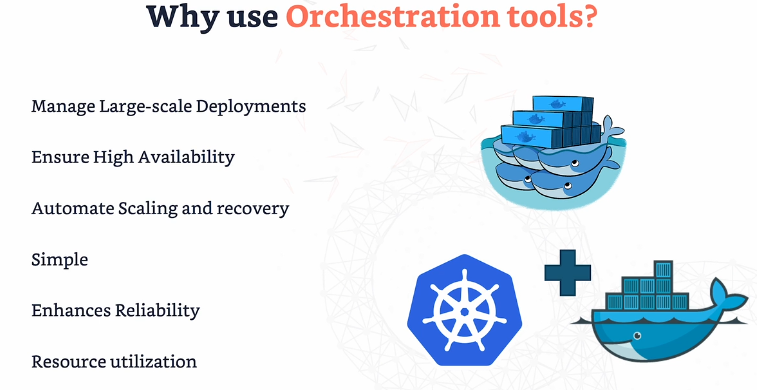 Why use Orchestration tools?
Manage Large-scale Deployments
Ensure High Availability
Automate Scaling and recovery
Simple
Enhances Reliability
Resource utilization